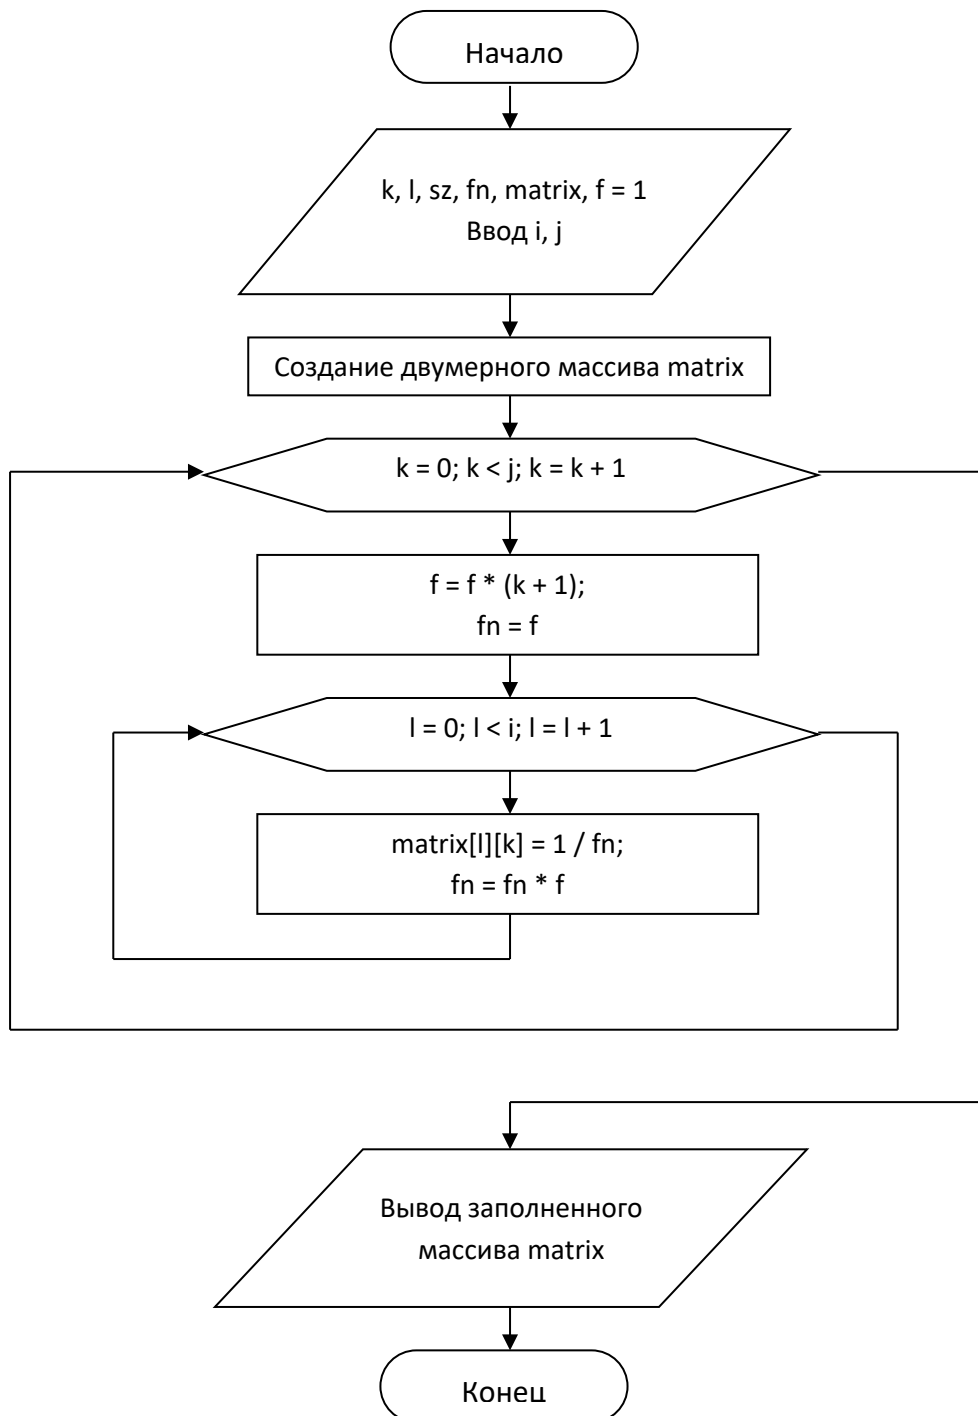 Начало
k, l, sz, fn, matrix, f = 1
Ввод i, j
Создание двумерного массива matrix
k = 0; k < j; k = k + 1
f = f * (k + 1);
fn = f
l = 0; l < i; l = l + 1
matrix[l][k] = 1 / fn;
fn = fn * f
Вывод заполненного
массива matrix
Конец